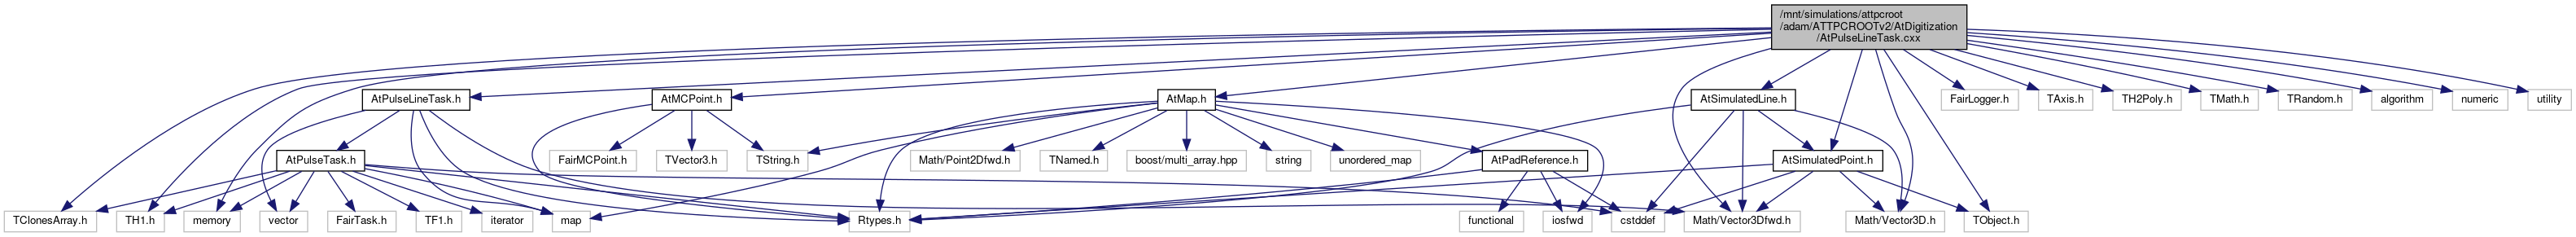 /mnt/simulations/attpcroot
/adam/ATTPCROOTv2/AtDigitization
/AtPulseLineTask.cxx
AtPulseLineTask.h
AtMCPoint.h
AtMap.h
AtSimulatedLine.h
FairLogger.h
TAxis.h
TH2Poly.h
TMath.h
TRandom.h
algorithm
numeric
utility
AtPulseTask.h
FairMCPoint.h
TVector3.h
TString.h
Math/Point2Dfwd.h
TNamed.h
boost/multi_array.hpp
string
unordered_map
AtPadReference.h
AtSimulatedPoint.h
TClonesArray.h
TH1.h
memory
vector
FairTask.h
TF1.h
iterator
map
Rtypes.h
functional
iosfwd
cstddef
Math/Vector3Dfwd.h
Math/Vector3D.h
TObject.h